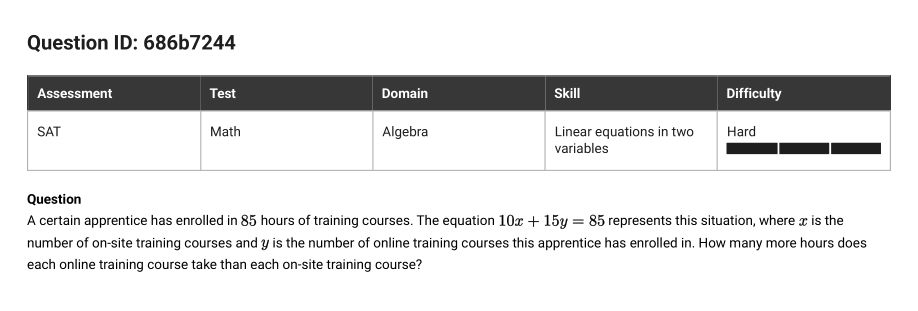 Question ID: 686b7244
Assessment Test Domain Skill Difficulty
SAT Math Algebra Linear equations in two variables Hard
Question
A certain apprentice has enrolled in 85 hours of training courses. The equation 10x + 15y = 85 represents this situation, where x is the
number of on-site training courses and y is the number of online training courses this apprentice has enrolled in. How many more hours does
each online training course take than each on-site training course?